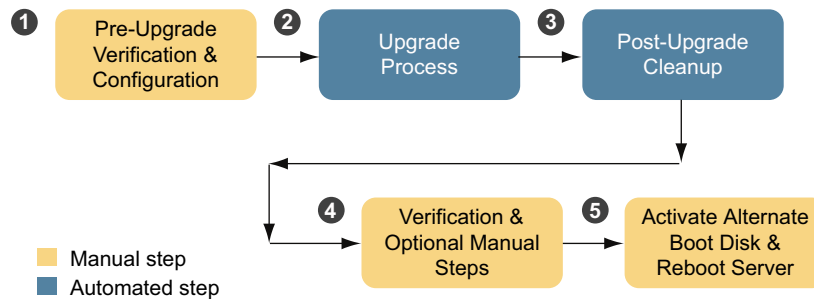 1
Pre-Upgrade
Verification &
Configuration
2
Upgrade
Process
3
Post-Upgrade
Cleanup
4
Verification &
Optional Manual
Steps
5
Activate Alternate
Boot Disk &
Reboot Server
Manual step
Automated step